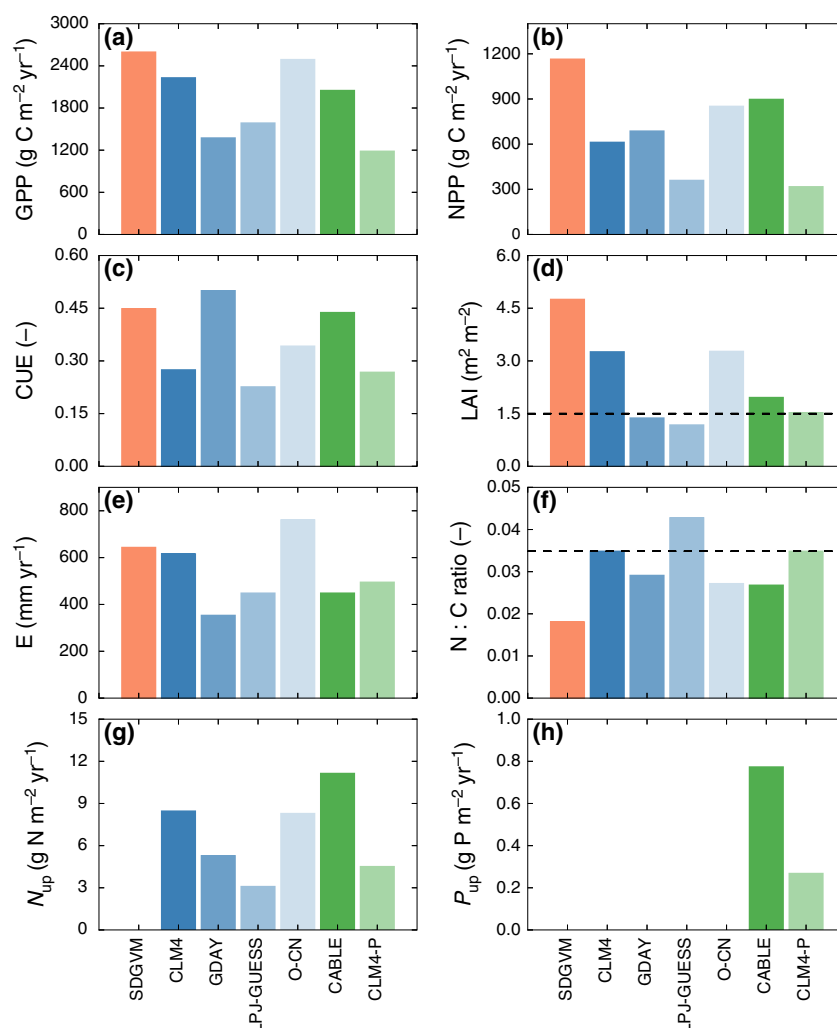 (a)
GPP (g C m⁻² yr⁻¹)
3000
2400
1800
1200
600
0
(b)
NPP (g C m⁻² yr⁻¹)
1200
900
600
300
0
(c)
CUE (–)
0.60
0.45
0.30
0.15
0.00
(d)
LAI (m² m⁻²)
6.0
4.5
3.0
1.5
0.0
(e)
E (mm yr⁻¹)
800
600
400
200
0
(f)
N : C ratio (–)
0.05
0.04
0.03
0.02
0.01
0.00
(g)
Nup (g N m⁻² yr⁻¹)
15
12
9
6
3
0
(h)
Pup (g P m⁻² yr⁻¹)
1.0
0.8
0.6
0.4
0.2
0.0
SDGVM
CLM4
GDAY
LPJ-GUESS
O-CN
CABLE
CLM4-P
SDGVM
CLM4
GDAY
LPJ-GUESS
O-CN
CABLE
CLM4-P